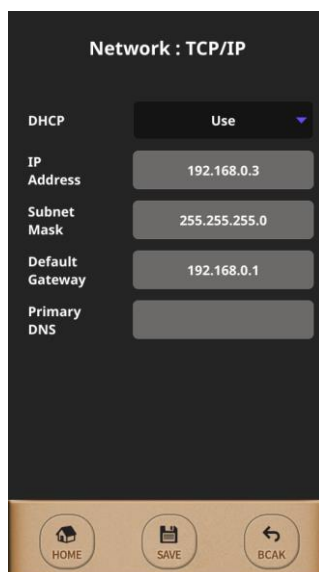 Network : TCP/IP
DHCP
Use
IP
Address
192.168.0.3
Subnet
Mask
255.255.255.0
Default
Gateway
192.168.0.1
Primary
DNS
HOME
SAVE
BCAK